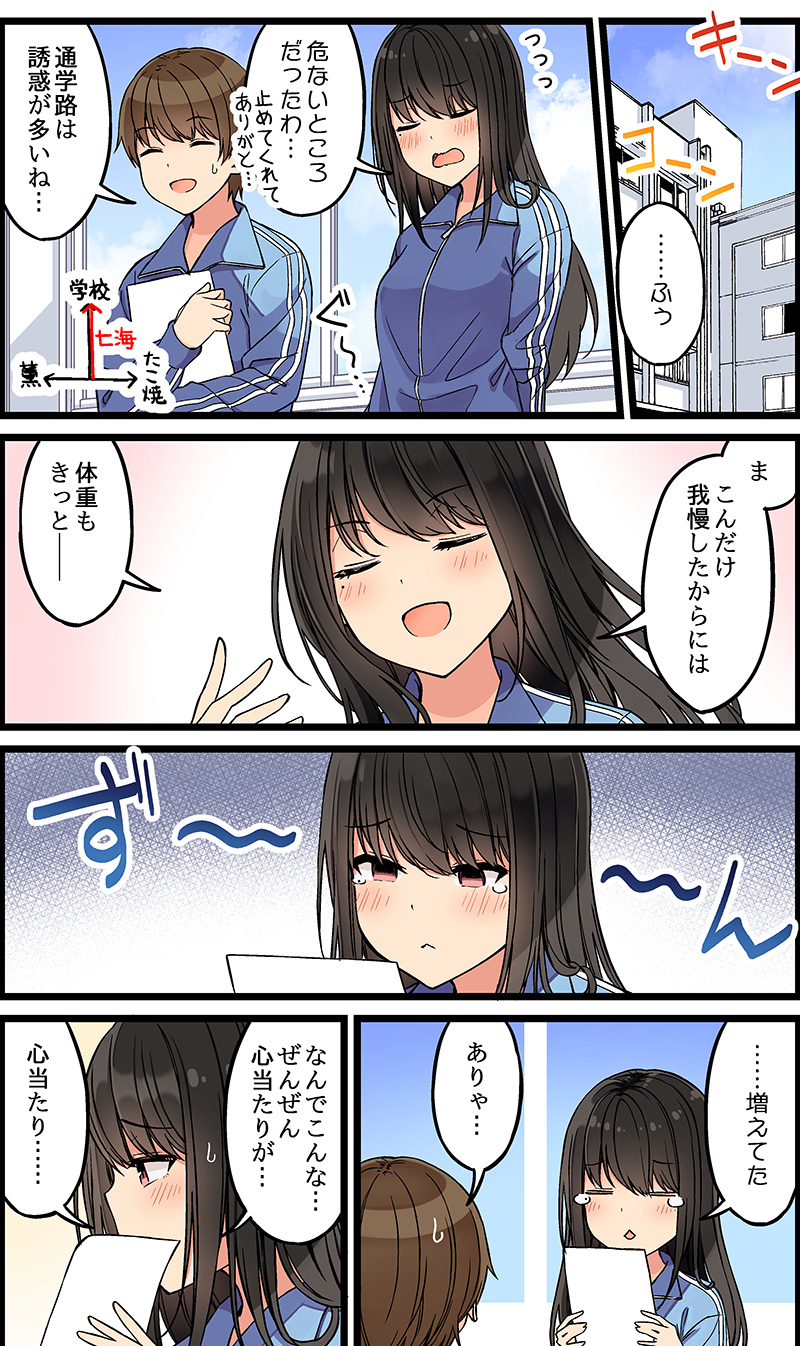 キーン
コーン
……ふぅ
つつつ
危ないところ
だったわ…
止めてくれて
ありがと…
ぐ〜…
通学路は
誘惑が多いね…
学校
七海
薫
たこ焼
ま
こんだけ
我慢したからには
体重も
きっと──
ず〜〜ん
……増えてた
ありゃ…
なんでこんな…
ぜんぜん
心当たりが…
心当たり……